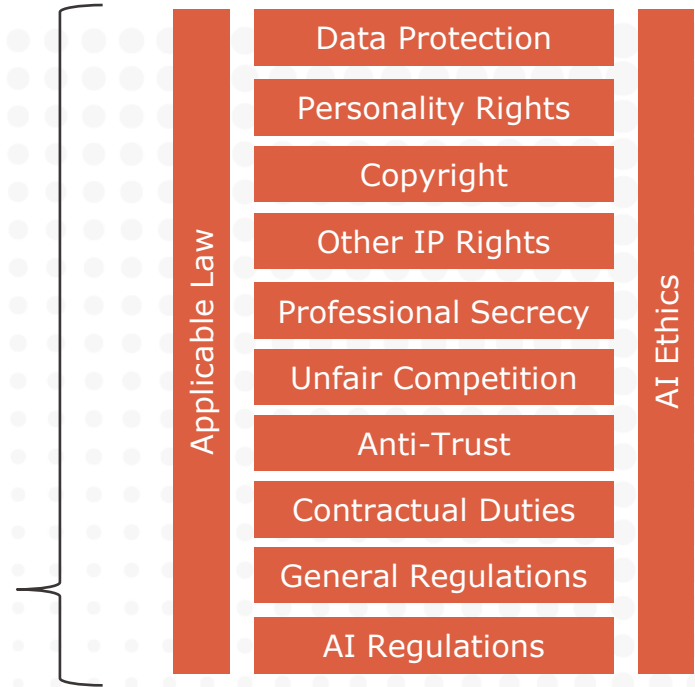 Applicable Law
Data Protection
Personality Rights
Copyright
Other IP Rights
Professional Secrecy
Unfair Competition
Anti-Trust
Contractual Duties
General Regulations
AI Regulations
AI Ethics